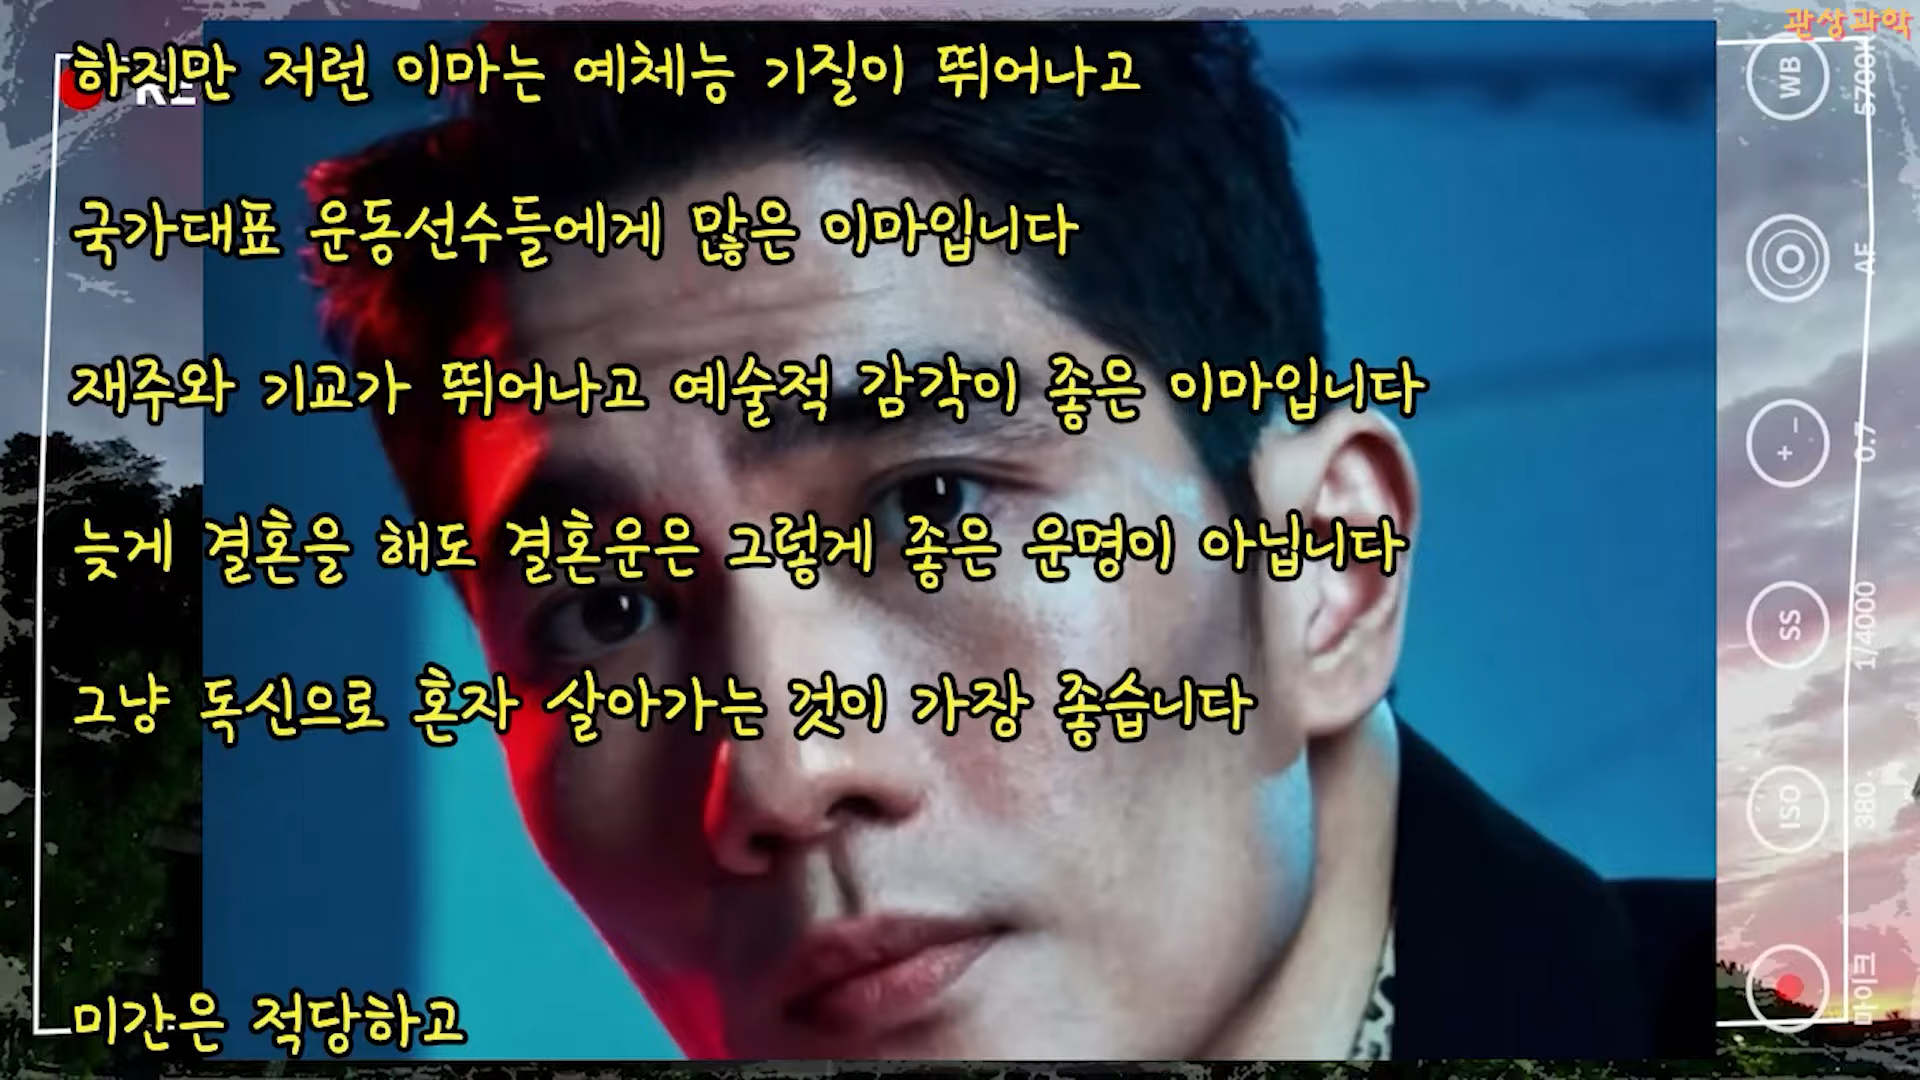 관상과학
하지만 저런 이마는 예체능 기질이 뛰어나고
국가대표 운동선수들에게 많은 이마입니다
재주와 기교가 뛰어나고 예술적 감각이 좋은 이마입니다
늦게 결혼을 해도 결혼운은 그렇게 좋은 운명이 아닙니다
그냥 독신으로 혼자 살아가는 것이 가장 좋습니다
미간은 적당하고
WB
5700K
AF
+ -
0.7
SS
1/4000
ISO
380
마이크